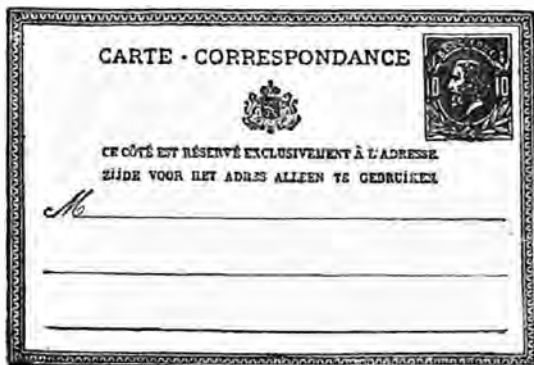 CARTE - CORRESPONDANCE
10 10
CE CÔTÉ EST RÉSERVÉ EXCLUSIVEMENT À L'ADRESSE.
ZIJDE VOOR HET ADRES ALLEEN TE GEBRUIKEN.
M